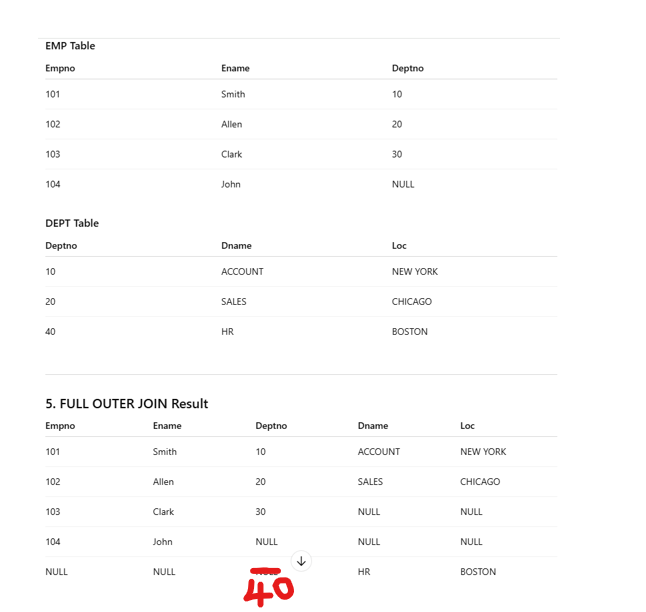 EMP Table
Empno Ename Deptno
101 Smith 10
102 Allen 20
103 Clark 30
104 John NULL
DEPT Table
Deptno Dname Loc
10 ACCOUNT NEW YORK
20 SALES CHICAGO
40 HR BOSTON
5. FULL OUTER JOIN Result
Empno Ename Deptno Dname Loc
101 Smith 10 ACCOUNT NEW YORK
102 Allen 20 SALES CHICAGO
103 Clark 30 NULL NULL
104 John NULL NULL NULL
NULL NULL HR BOSTON
40